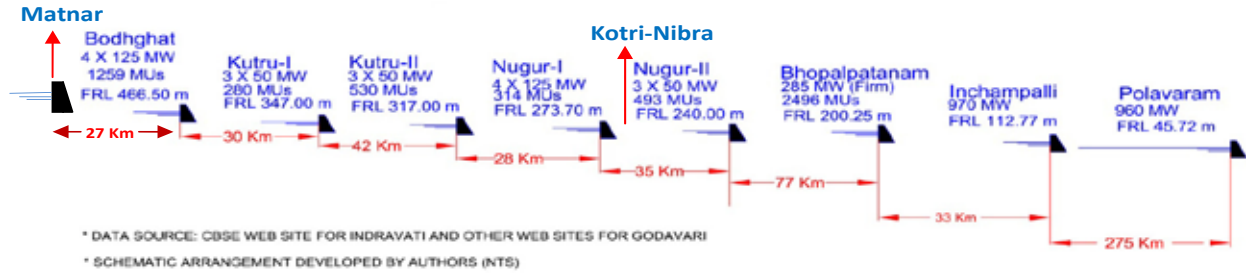 Matnar
Bodhghat
4 X 125 MW
1259 MUs
FRL 466.50 m
Kutru-I
3 X 50 MW
280 MUs
FRL 347.00 m
Kutru-II
3 X 50 MW
530 MUs
FRL 317.00 m
Nugur-I
4 X 125 MW
314 MUs
FRL 273.70 m
Kotri-Nibra
Nugur-II
3 X 50 MW
493 MUs
FRL 240.00 m
Bhopalpatanam
285 MW (Firm)
2496 MUs
FRL 200.25 m
Inchampalli
970 MW
FRL 112.77 m
Polavaram
960 MW
FRL 45.72 m
27 Km
30 Km
42 Km
28 Km
35 Km
77 Km
33 Km
275 Km
* DATA SOURCE: CBSE WEB SITE FOR INDRAVATI AND OTHER WEB SITES FOR GODAVARI
* SCHEMATIC ARRANGEMENT DEVELOPED BY AUTHORS (NTS)